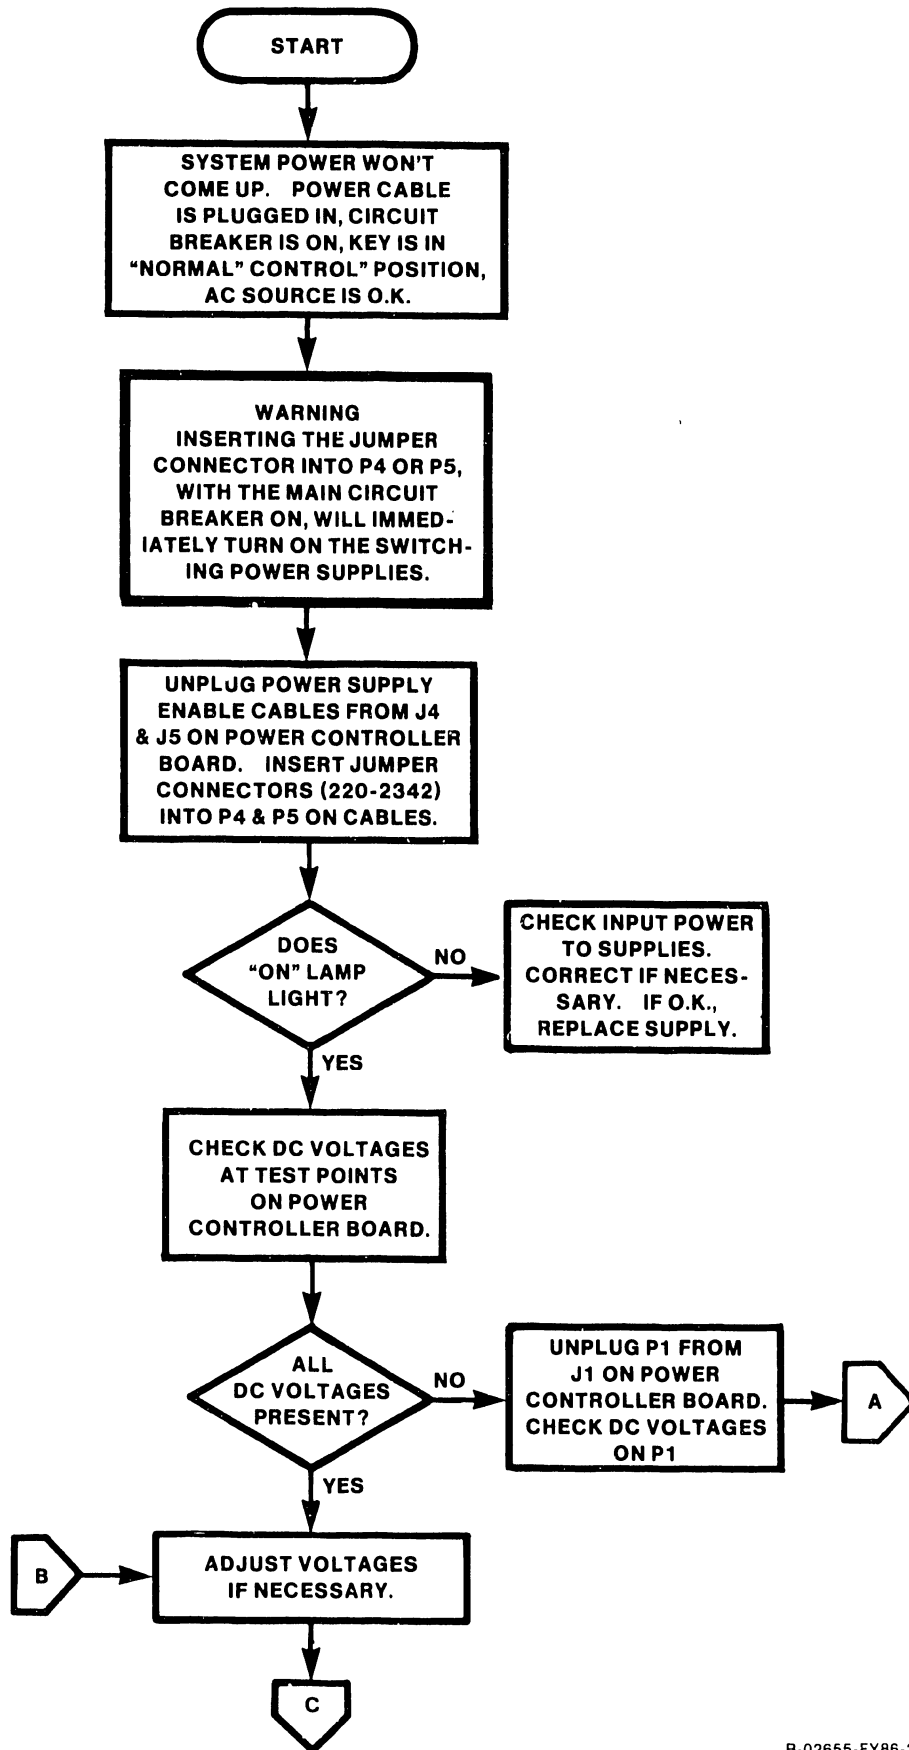 START
SYSTEM POWER WON'T
COME UP. POWER CABLE
IS PLUGGED IN, CIRCUIT
BREAKER IS ON, KEY IS IN
"NORMAL" CONTROL" POSITION,
AC SOURCE IS O.K.
WARNING
INSERTING THE JUMPER
CONNECTOR INTO P4 OR P5,
WITH THE MAIN CIRCUIT
BREAKER ON, WILL IMMED-
IATELY TURN ON THE SWITCH-
ING POWER SUPPLIES.
UNPLUG POWER SUPPLY
ENABLE CABLES FROM J4
& J5 ON POWER CONTROLLER
BOARD. INSERT JUMPER
CONNECTORS (220-2342)
INTO P4 & P5 ON CABLES.
DOES
"ON" LAMP
LIGHT?
NO
CHECK INPUT POWER
TO SUPPLIES.
CORRECT IF NECES-
SARY. IF O.K.,
REPLACE SUPPLY.
YES
CHECK DC VOLTAGES
AT TEST POINTS
ON POWER
CONTROLLER BOARD.
ALL
DC VOLTAGES
PRESENT?
NO
UNPLUG P1 FROM
J1 ON POWER
CONTROLLER BOARD.
CHECK DC VOLTAGES
ON P1
A
YES
B
ADJUST VOLTAGES
IF NECESSARY.
C